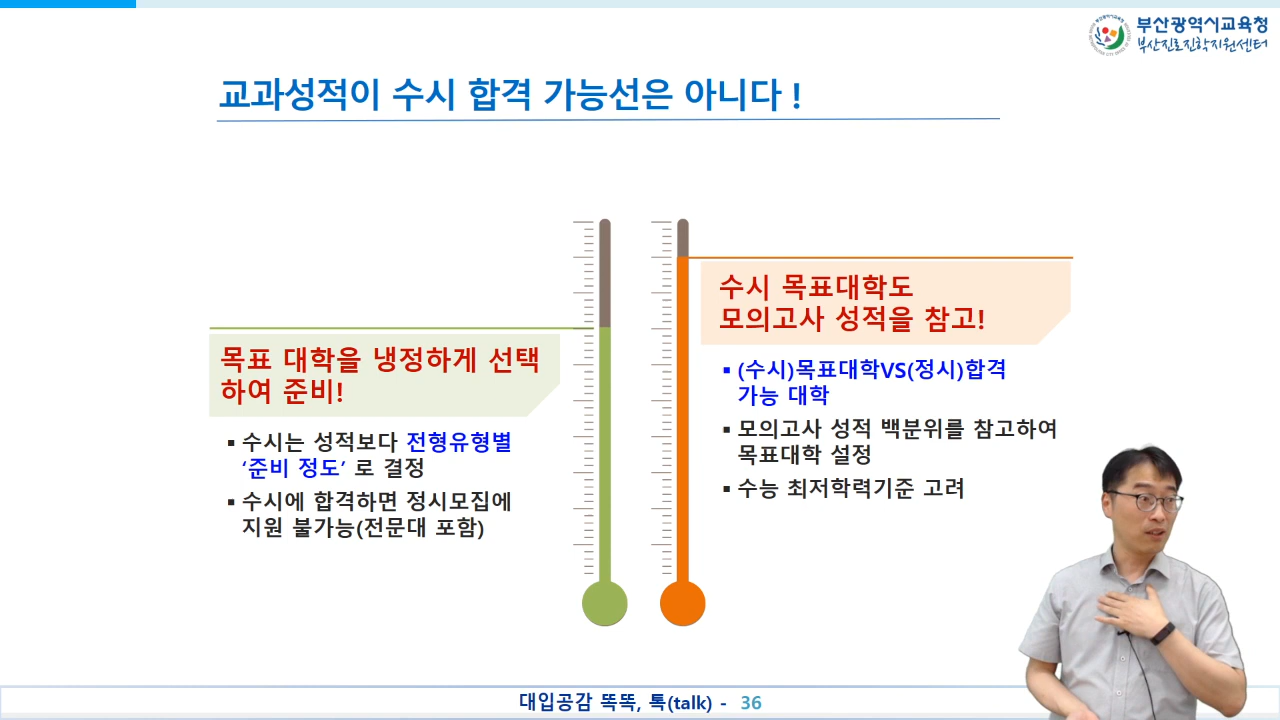 부산광역시교육청
부산진로진학지원센터
교과성적이 수시 합격 가능선은 아니다 !
목표 대학을 냉정하게 선택
하여 준비!
▪ 수시는 성적보다 전형유형별
‘준비 정도’ 로 결정
▪ 수시에 합격하면 정시모집에
지원 불가능(전문대 포함)
수시 목표대학도
모의고사 성적을 참고!
▪ (수시)목표대학VS(정시)합격
가능 대학
▪ 모의고사 성적 백분위를 참고하여
목표대학 설정
▪ 수능 최저학력기준 고려
대입공감 똑똑, 톡(talk) - 36